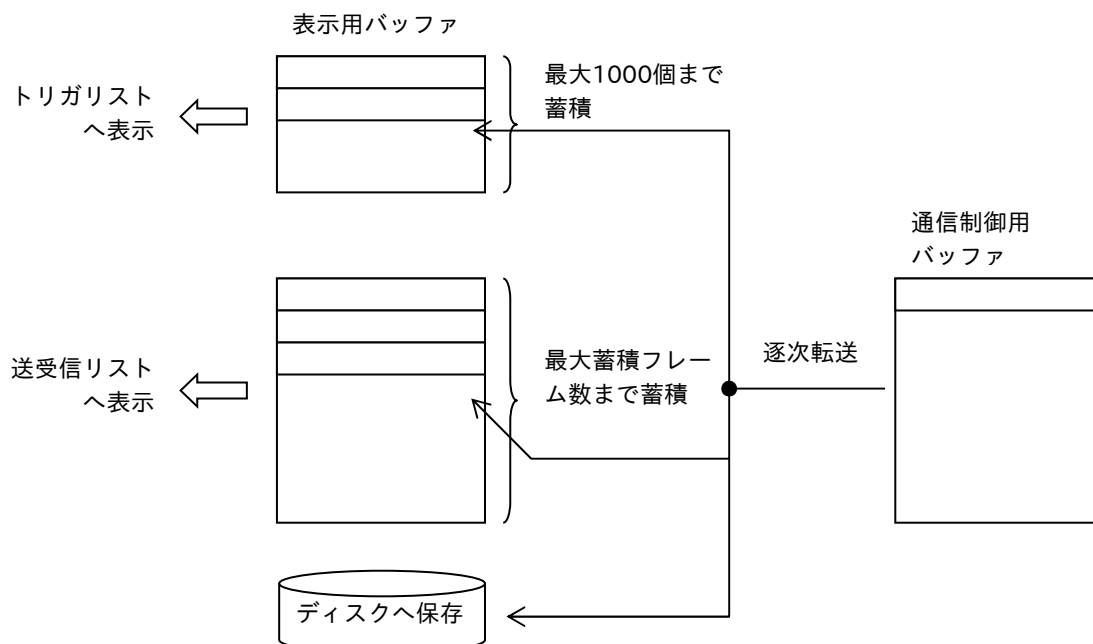 表示用バッファ
最大1000個まで
蓄積
トリガリスト
へ表示
通信制御用
バッファ
逐次転送
最大蓄積フレー
ム数まで蓄積
送受信リスト
へ表示
ディスクへ保存